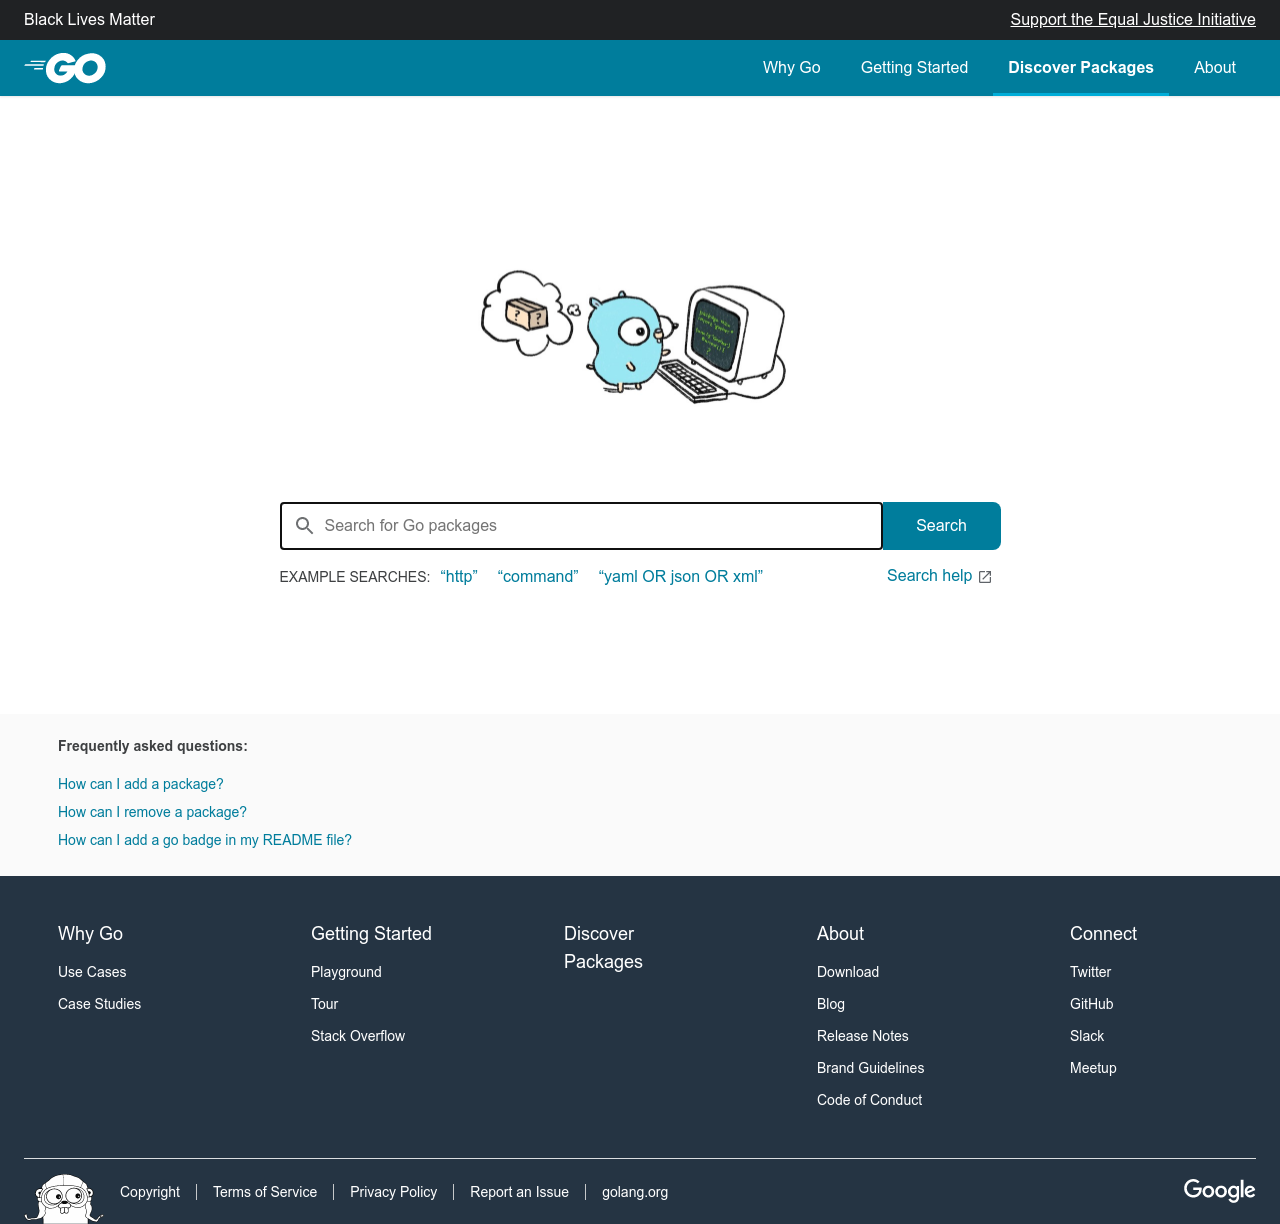 Black Lives Matter
Support the Equal Justice Initiative
GO
Why Go
Getting Started
Discover Packages
About
? ?
Search for Go packages
Search
EXAMPLE SEARCHES: “http” “command” “yaml OR json OR xml”
Search help
Frequently asked questions:
How can I add a package?
How can I remove a package?
How can I add a go badge in my README file?
Why Go
Use Cases
Case Studies
Getting Started
Playground
Tour
Stack Overflow
Discover
Packages
About
Download
Blog
Release Notes
Brand Guidelines
Code of Conduct
Connect
Twitter
GitHub
Slack
Meetup
Copyright
Terms of Service
Privacy Policy
Report an Issue
golang.org
Google